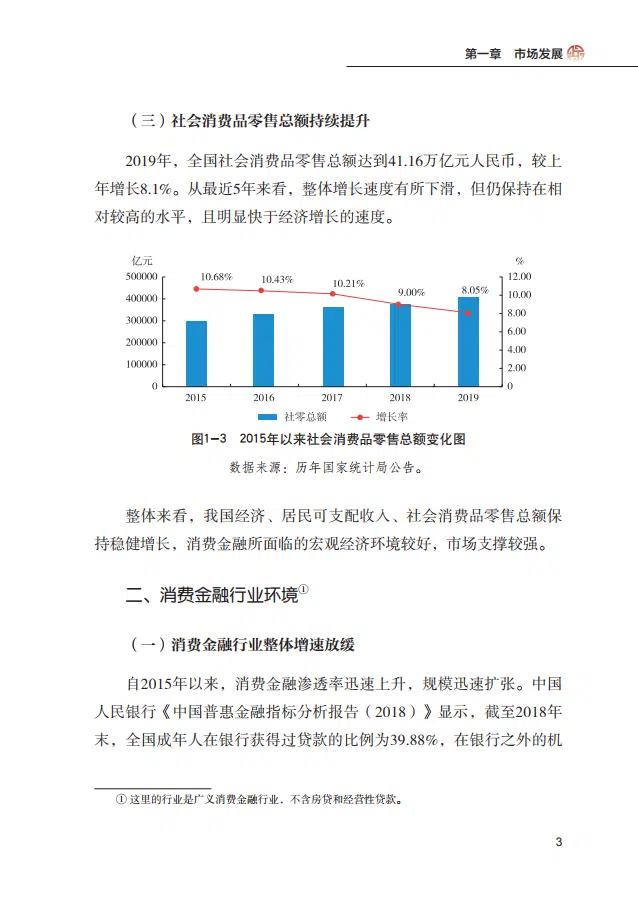 第一章 市场发展
（三）社会消费品零售总额持续提升
2019年，全国社会消费品零售总额达到41.16万亿元人民币，较上
年增长8.1%。从最近5年来看，整体增长速度有所下滑，但仍保持在相
对较高的水平，且明显快于经济增长的速度。
亿元 %
500000 10.68% 10.43% 10.21% 9.00% 8.05% 12.00
400000 10.00
300000 8.00
6.00
200000 4.00
100000 2.00
0 0
2015 2016 2017 2018 2019
社零总额 增长率
图1-3 2015年以来社会消费品零售总额变化图
数据来源：历年国家统计局公告。
整体来看，我国经济、居民可支配收入、社会消费品零售总额保
持稳健增长，消费金融所面临的宏观经济环境较好，市场支撑较强。
二、消费金融行业环境①
（一）消费金融行业整体增速放缓
自2015年以来，消费金融渗透率迅速上升，规模迅速扩张。中国
人民银行《中国普惠金融指标分析报告（2018）》显示，截至2018年
末，全国成年人在银行获得过贷款的比例为39.88%，在银行之外的机
① 这里的行业是广义消费金融行业，不含房贷和经营性贷款。
3